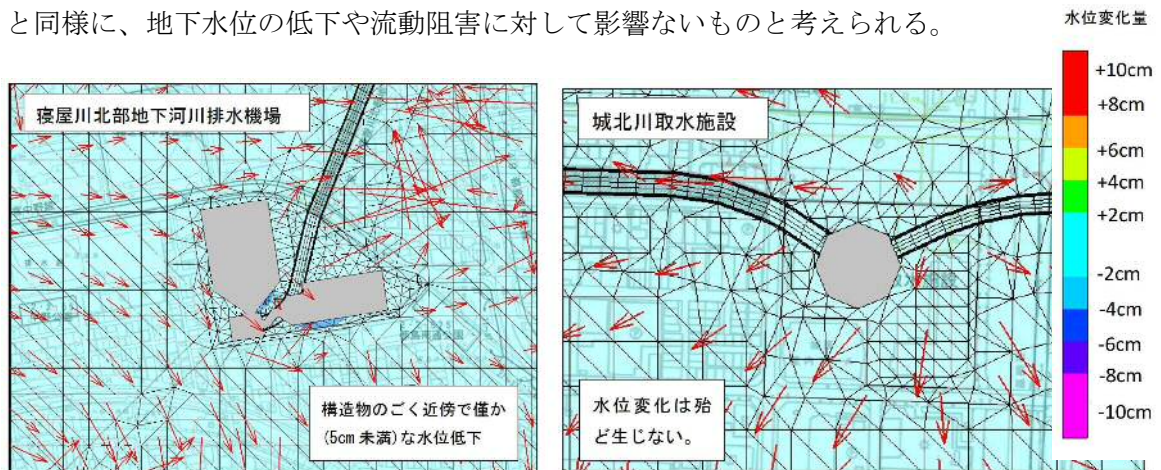 と同様に、地下水位の低下や流動阻害に対して影響ないものと考えられる。
水位変化量
+10cm
+8cm
+6cm
+4cm
+2cm
-2cm
-4cm
-6cm
-8cm
-10cm
寝屋川北部地下河川排水機場
構造物のごく近傍で僅か
(5cm 未満)な水位低下
城北川取水施設
水位変化は殆
ど生じない。